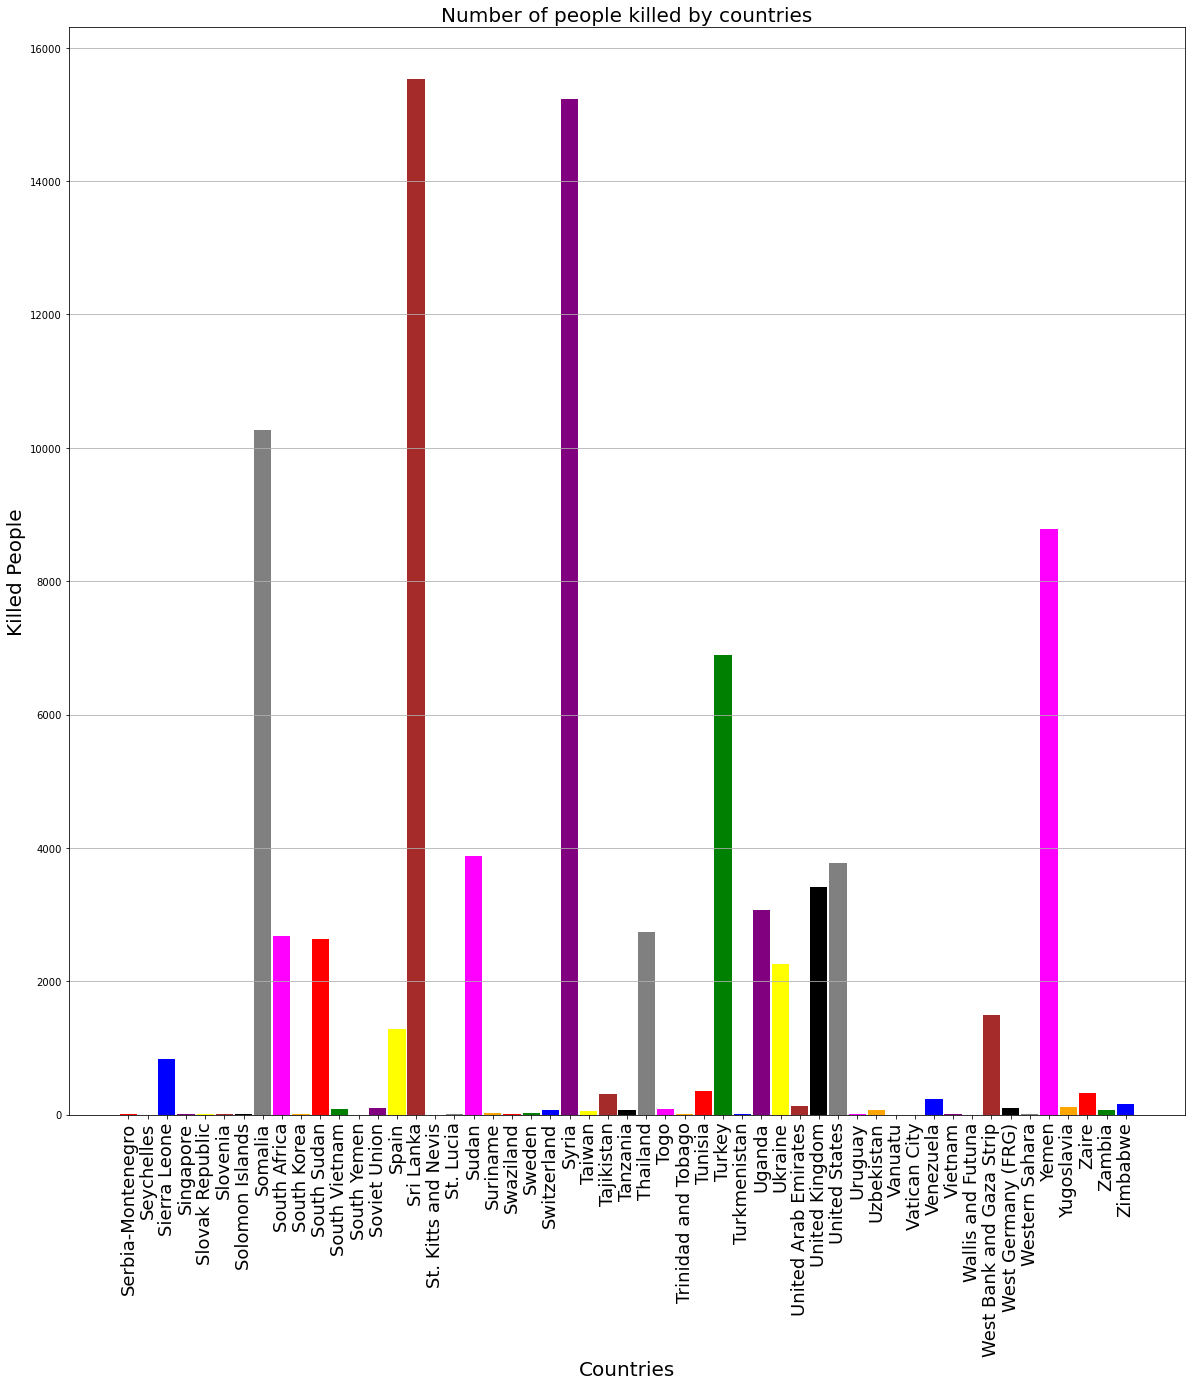 Number of people killed by countries
16000
14000
12000
10000
8000
6000
4000
2000
0
Killed People
Serbia-Montenegro
Seychelles
Sierra Leone
Singapore
Slovak Republic
Slovenia
Solomon Islands
Somalia
South Africa
South Korea
South Sudan
South Vietnam
South Yemen
Soviet Union
Spain
Sri Lanka
St. Kitts and Nevis
St. Lucia
Sudan
Suriname
Swaziland
Sweden
Switzerland
Syria
Taiwan
Tajikistan
Tanzania
Thailand
Togo
Trinidad and Tobago
Tunisia
Turkey
Turkmenistan
Uganda
Ukraine
United Arab Emirates
United Kingdom
United States
Uruguay
Uzbekistan
Vanuatu
Vatican City
Venezuela
Vietnam
Wallis and Futuna
West Bank and Gaza Strip
West Germany (FRG)
Western Sahara
Yemen
Yugoslavia
Zaire
Zambia
Zimbabwe
Countries